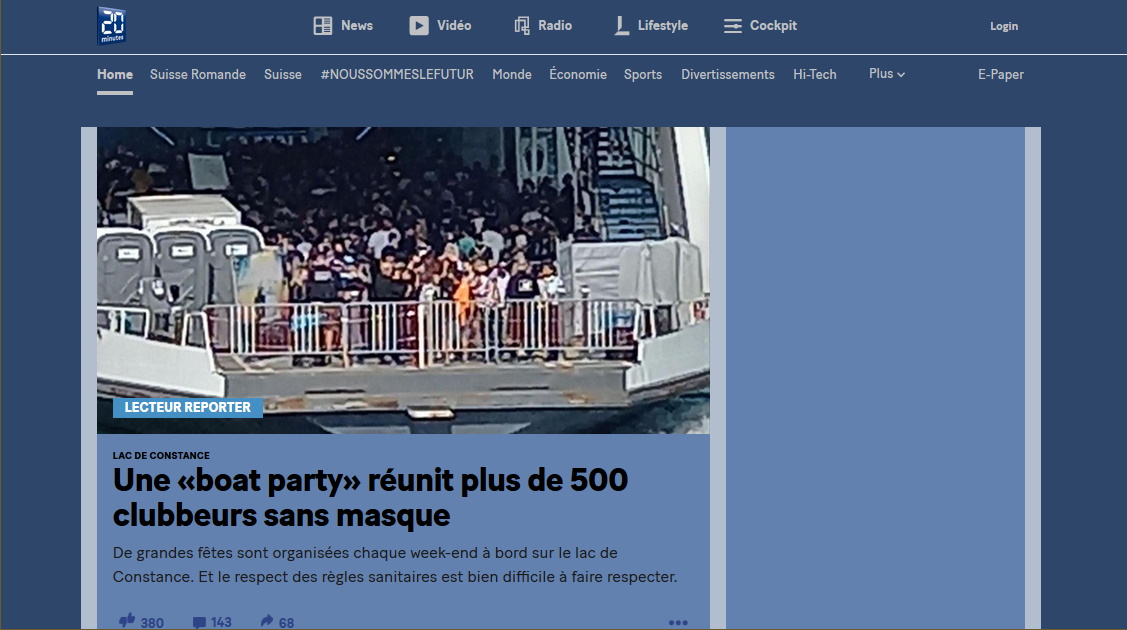 20
minutes
News Vidéo Radio Lifestyle Cockpit Login
Home Suisse Romande Suisse #NOUSSOMMESLEFUTUR Monde Économie Sports Divertissements Hi-Tech Plus E-Paper
LECTEUR REPORTER
LAC DE CONSTANCE
Une «boat party» réunit plus de 500
clubbeurs sans masque
De grandes fêtes sont organisées chaque week-end à bord sur le lac de
Constance. Et le respect des règles sanitaires est bien difficile à faire respecter.
380 143 68